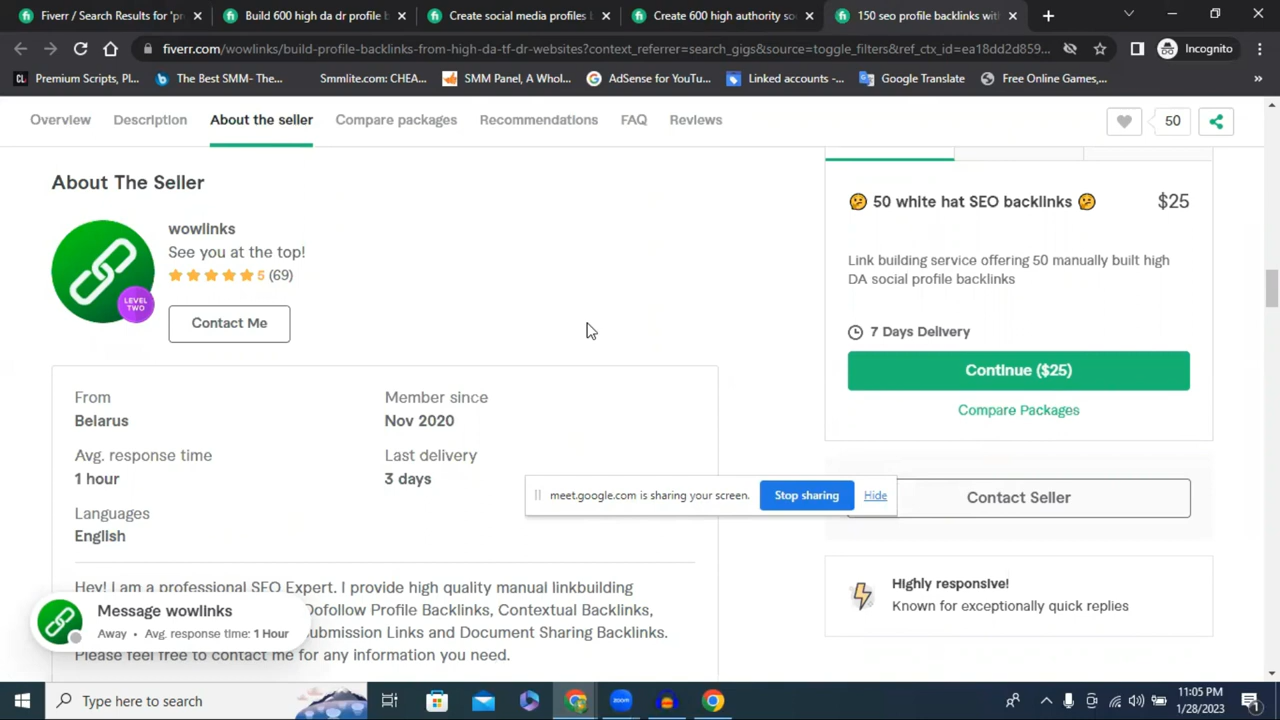 Fiverr / Search Results for 'pr
Build 600 high da dr profile b
Create social media profiles b
Create 600 high authority soc
150 seo profile backlinks with
fiverr.com/wowlinks/build-profile-backlinks-from-high-da-tf-dr-websites?context_referrer=search_gigs&source=toggle_filters&ref_ctx_id=ea18dd2d859...
Incognito
CL Premium Scripts, Pl...
The Best SMM- The...
Smmlite.com: CHEA...
SMM Panel, A Whol...
AdSense for YouTu...
Linked accounts -...
Google Translate
Free Online Games,...
Overview
Description
About the seller
Compare packages
Recommendations
FAQ
Reviews
50
About The Seller
wowlinks
See you at the top!
5 (69)
LEVEL
TWO
Contact Me
From
Belarus
Member since
Nov 2020
Avg. response time
1 hour
Last delivery
3 days
Languages
English
Hey! I am a professional SEO Expert. I provide high quality manual linkbuilding
Dofollow Profile Backlinks, Contextual Backlinks,
ubmission Links and Document Sharing Backlinks.
Please feel free to contact me for any information you need.
Message wowlinks
Away • Avg. response time: 1 Hour
50 white hat SEO backlinks
$25
Link building service offering 50 manually built high
DA social profile backlinks
7 Days Delivery
Continue ($25)
Compare Packages
meet.google.com is sharing your screen.
Stop sharing
Hide
Contact Seller
Highly responsive!
Known for exceptionally quick replies
Type here to search
zoom
11:05 PM
1/28/2023
1